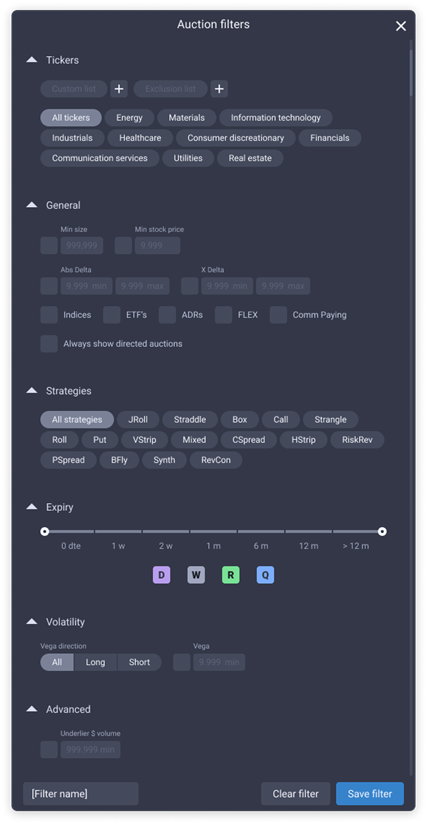 Auction filters
Tickers
Custom list + Exclusion list +
All tickers Energy Materials Information technology
Industrials Healthcare Consumer discreationary Financials
Communication services Utilities Real estate
General
Min size Min stock price
999,999 9.999
Abs Delta X Delta
9.999 min 9.999 max 9.999 min 9.999 max
Indices ETF's ADRs FLEX Comm Paying
Always show directed auctions
Strategies
All strategies JRoll Straddle Box Call Strangle
Roll Put VStrip Mixed CSpread HStrip RiskRev
PSpread BFly Synth RevCon
Expiry
0 dte 1 w 2 w 1 m 6 m 12 m > 12 m
D W R Q
Volatility
Vega direction Vega
All Long Short 9.999 min
Advanced
Underlier $ volume
999.999 min
[Filter name] Clear filter Save filter